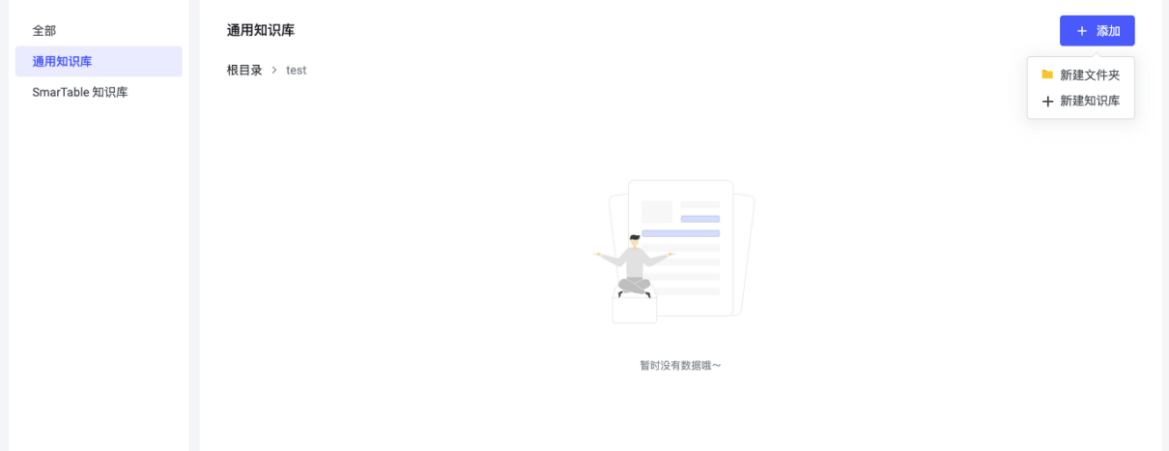 全部
通用知识库
SmarTable 知识库
通用知识库
+ 添加
根目录 > test
新建文件夹
+ 新建知识库
暂时没有数据哦～